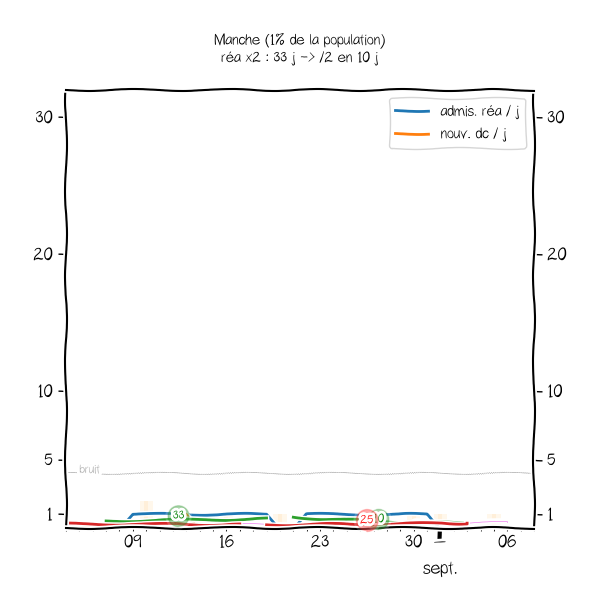 Manche (1% de la population)
réa x2 : 33 j -> /2 en 10 j
admis. réa / j
nouv. dc / j
30 30
20 20
10 10
5 5
bruit
1 33 25 0 1
09 16 23 30 06
sept.